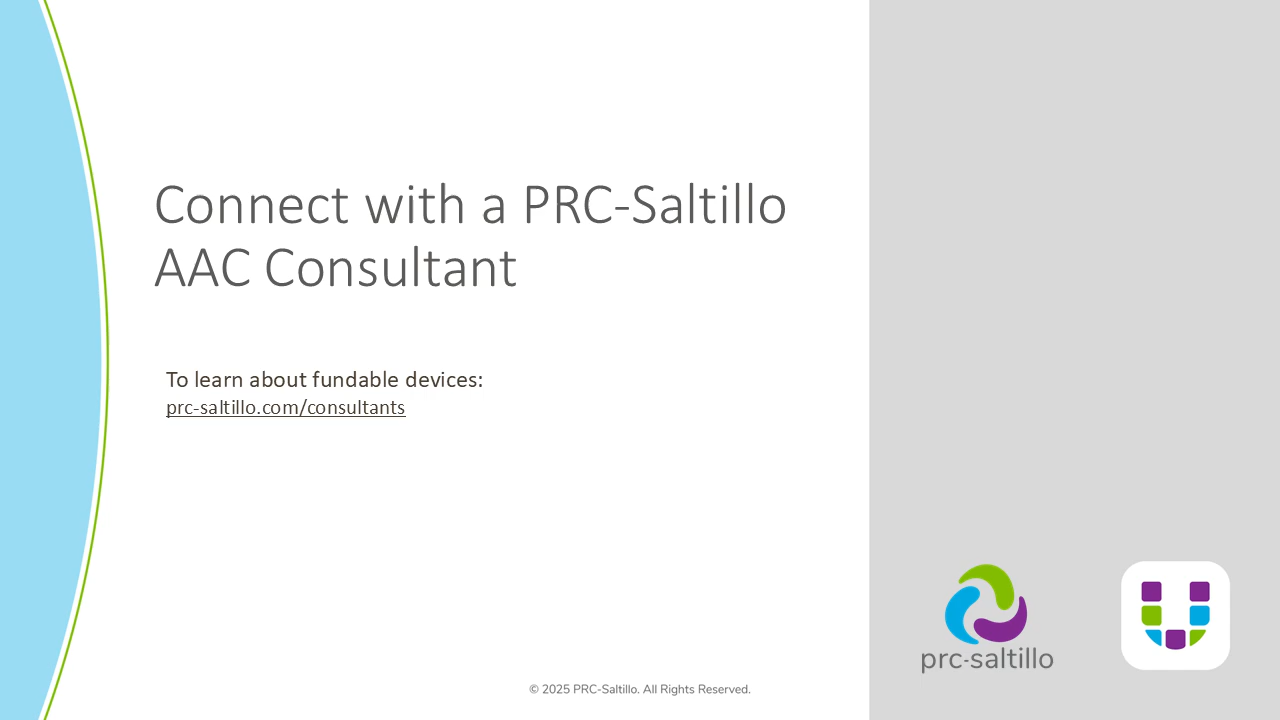 Connect with a PRC-Saltillo
AAC Consultant
To learn about fundable devices:
prc-saltillo.com/consultants
prc-saltillo
© 2025 PRC-Saltillo. All Rights Reserved.